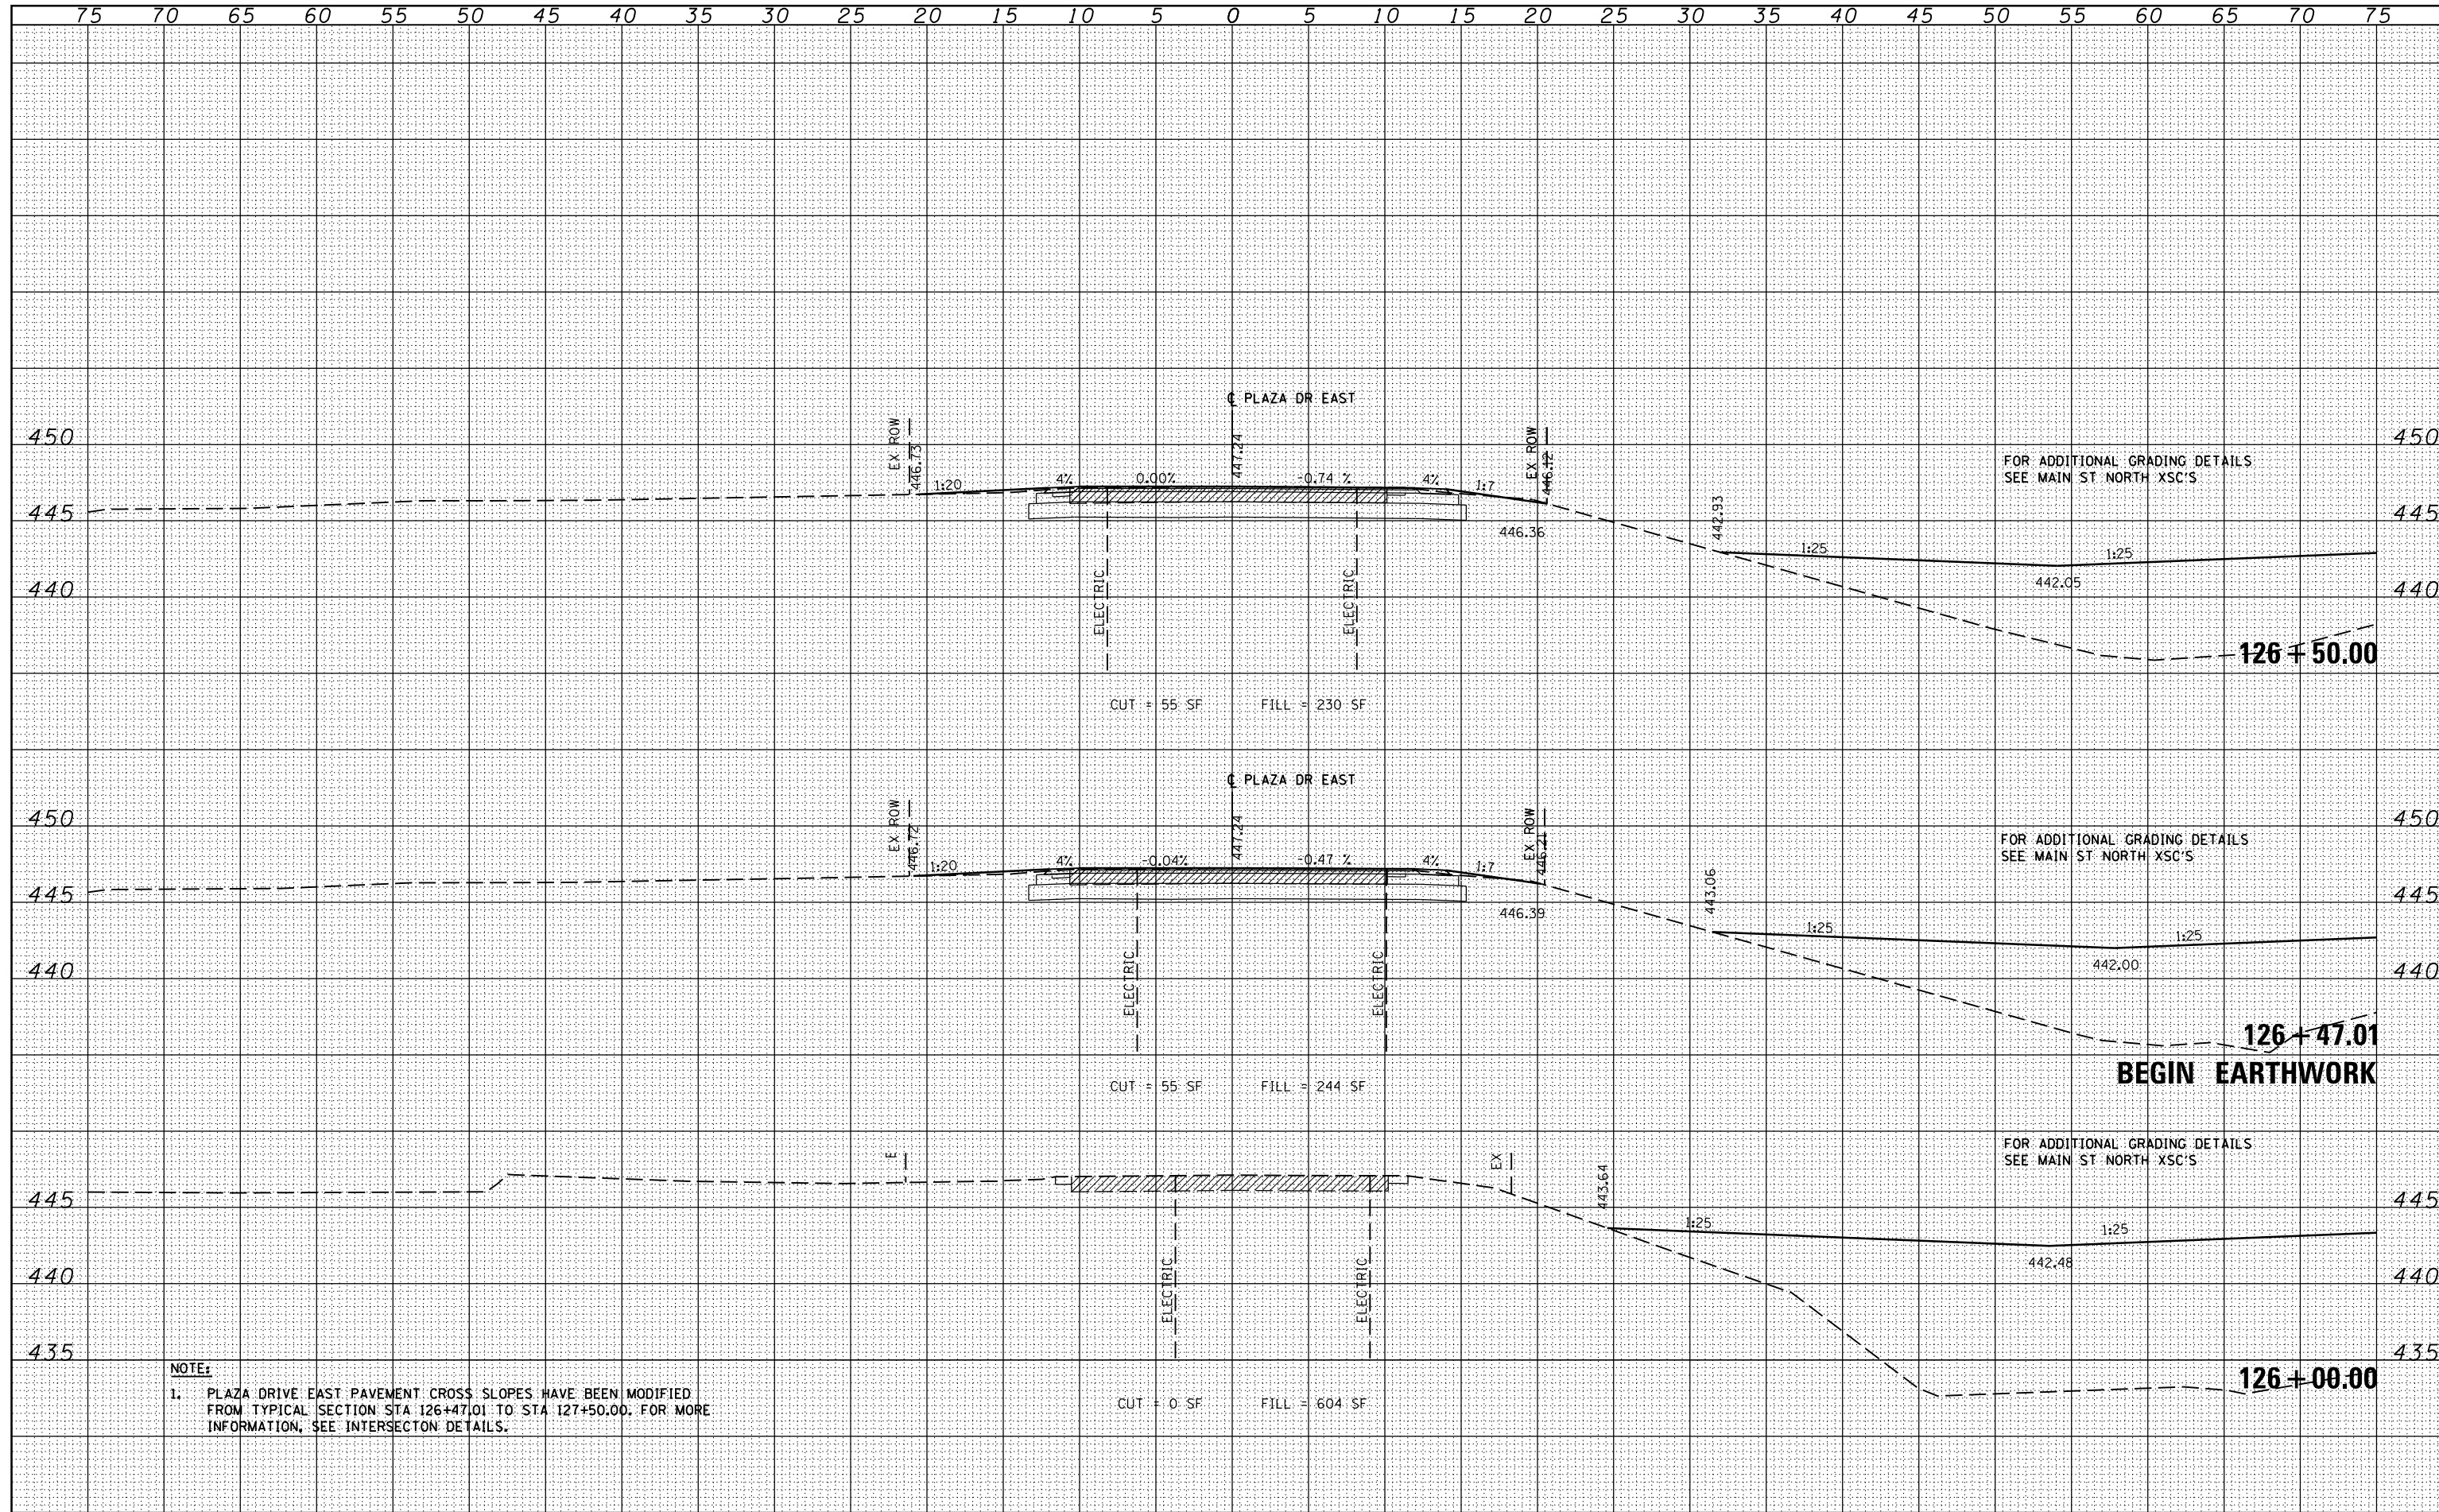 75 70 65 60 55 50 45 40 35 30 25 20 15 10 5 0 5 10 15 20 25 30 35 40 45 50 55 60 65 70 75
℄ PLAZA DR EAST
450 EX ROW 446.73 447.24 EX ROW 446.12 450
FOR ADDITIONAL GRADING DETAILS
SEE MAIN ST NORTH XSC'S
1:20 4% 0.00% -0.74 % 4% 1:7
445 446.36 442.93 445
1:25 1:25
440 ELECTRIC ELECTRIC 442.05 440
126+50.00
CUT = 55 SF FILL = 230 SF
℄ PLAZA DR EAST
450 EX ROW 446.72 447.24 EX ROW 446.21 450
FOR ADDITIONAL GRADING DETAILS
SEE MAIN ST NORTH XSC'S
1:20 4% -0.04% -0.47 % 4% 1:7
445 446.39 443.06 445
1:25 1:25
440 ELECTRIC ELECTRIC 442.00 440
126+47.01
BEGIN EARTHWORK
CUT = 55 SF FILL = 244 SF
FOR ADDITIONAL GRADING DETAILS
SEE MAIN ST NORTH XSC'S
E EX
445 443.64 445
1:25 1:25
440 ELECTRIC ELECTRIC 442.48 440
435 435
126+00.00
CUT = 0 SF FILL = 604 SF
NOTE:
1. PLAZA DRIVE EAST PAVEMENT CROSS SLOPES HAVE BEEN MODIFIED
FROM TYPICAL SECTION STA 126+47.01 TO STA 127+50.00. FOR MORE
INFORMATION, SEE INTERSECTON DETAILS.